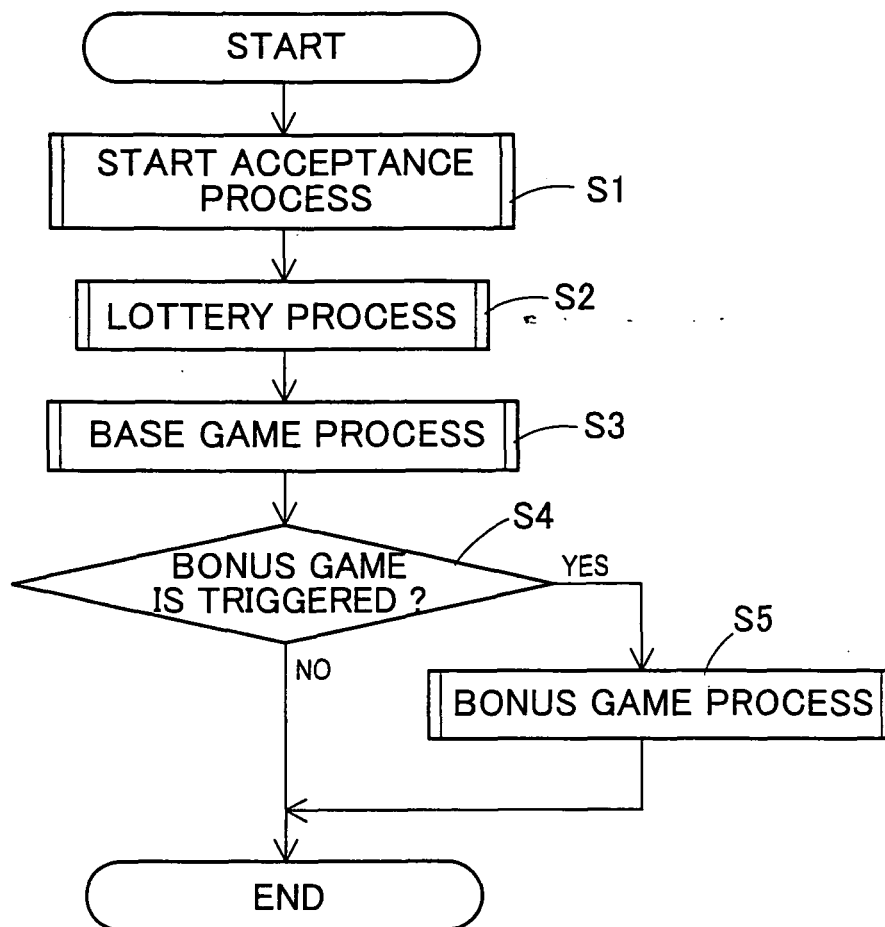 START
START ACCEPTANCE
PROCESS
S1
LOTTERY PROCESS
S2
BASE GAME PROCESS
S3
S4
BONUS GAME
IS TRIGGERED ?
YES
NO
S5
BONUS GAME PROCESS
END